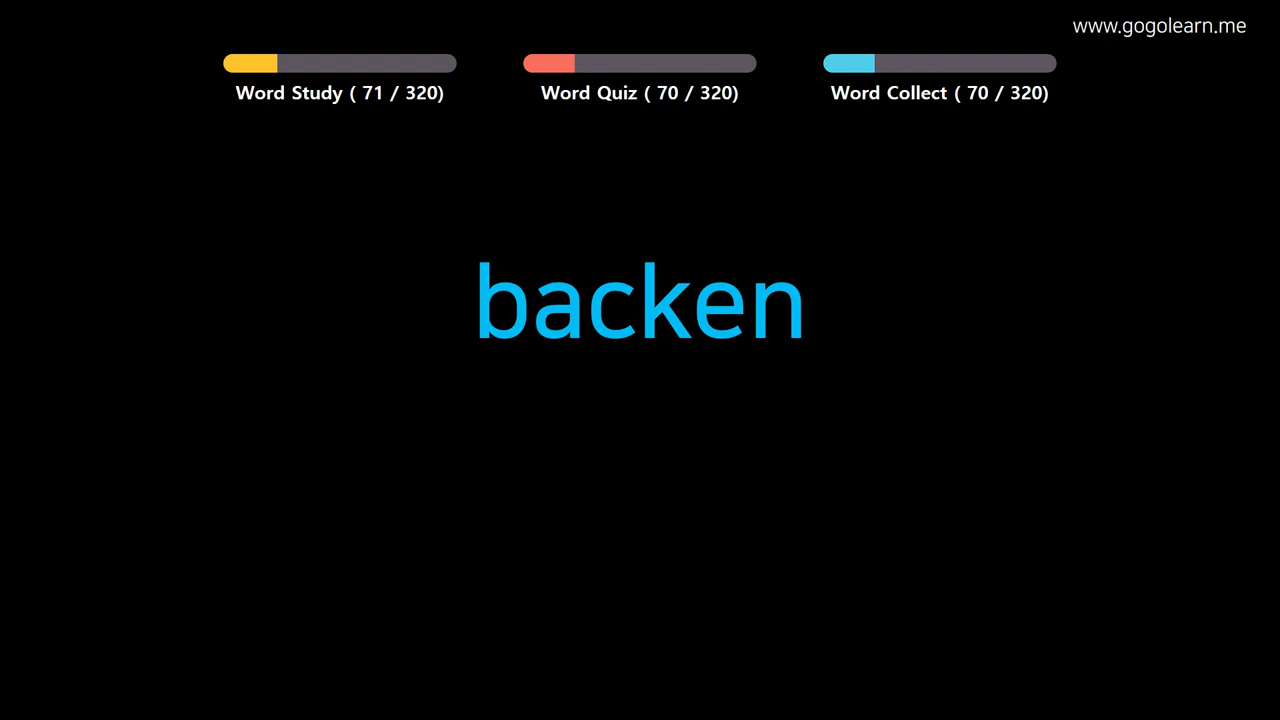 www.gogolearn.me
Word Study ( 71 / 320)
Word Quiz ( 70 / 320)
Word Collect ( 70 / 320)
backen